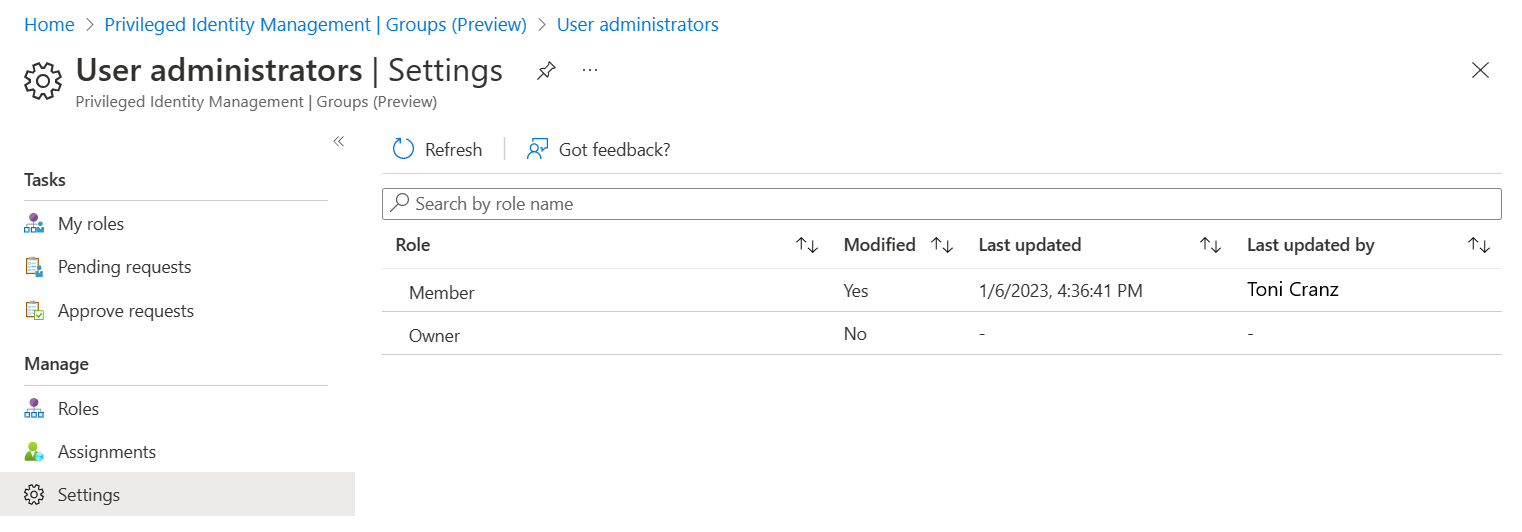 Home > Privileged Identity Management | Groups (Preview) > User administrators
User administrators | Settings
Privileged Identity Management | Groups (Preview)
Refresh
Got feedback?
Tasks
My roles
Pending requests
Approve requests
Manage
Roles
Assignments
Settings
Search by role name
Role Modified Last updated Last updated by
Member Yes 1/6/2023, 4:36:41 PM Toni Cranz
Owner No - -